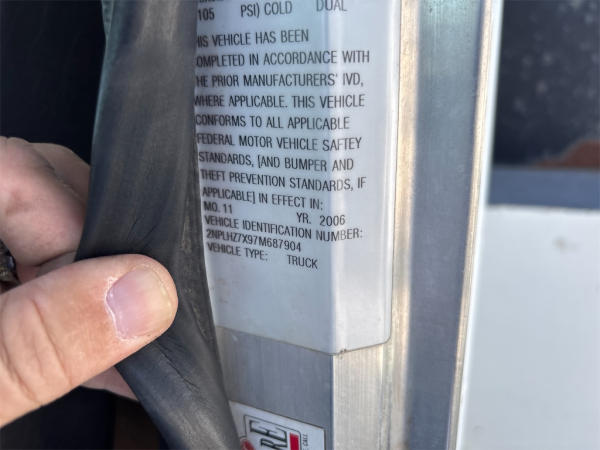 105 PSI) COLD DUAL
HIS VEHICLE HAS BEEN
OMPLETED IN ACCORDANCE WITH
HE PRIOR MANUFACTURERS' IVD,
WHERE APPLICABLE. THIS VEHICLE
CONFORMS TO ALL APPLICABLE
FEDERAL MOTOR VEHICLE SAFTEY
STANDARDS, [AND BUMPER AND
THEFT PREVENTION STANDARDS, IF
APPLICABLE] IN EFFECT IN:
MO. 11 YR. 2006
VEHICLE IDENTIFICATION NUMBER:
2NPLHZ7X97M687904
VEHICLE TYPE: TRUCK
RE
CALL